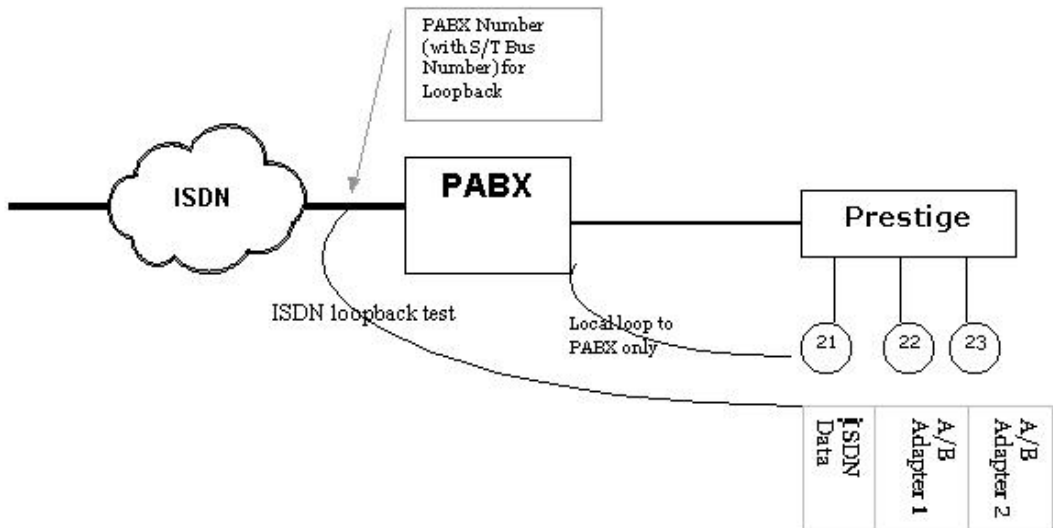 PABX Number
(with S/T Bus
Number) for
Loopback
ISDN
PABX
Prestige
ISDN loopback test
Local loop to
PABX only
21
22
23
ISDN
Data
A/B
Adapter 1
A/B
Adapter 2